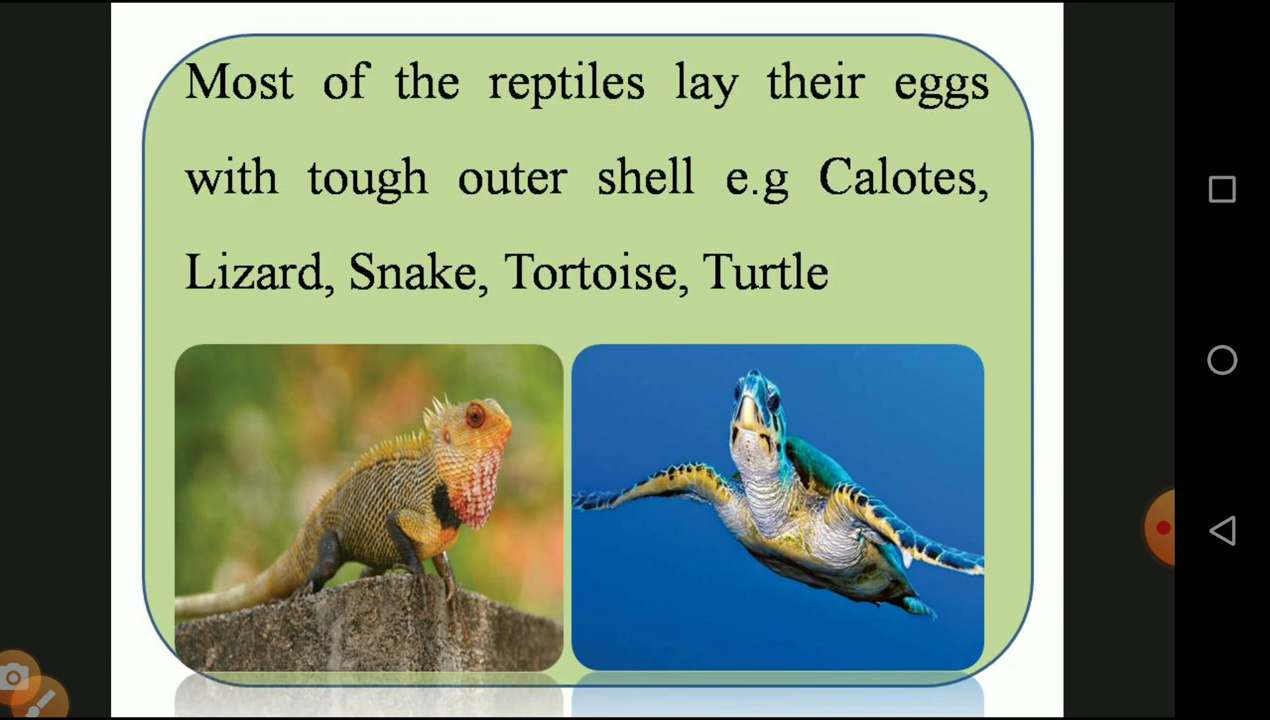 Most of the reptiles lay their eggs
with tough outer shell e.g Calotes,
Lizard, Snake, Tortoise, Turtle